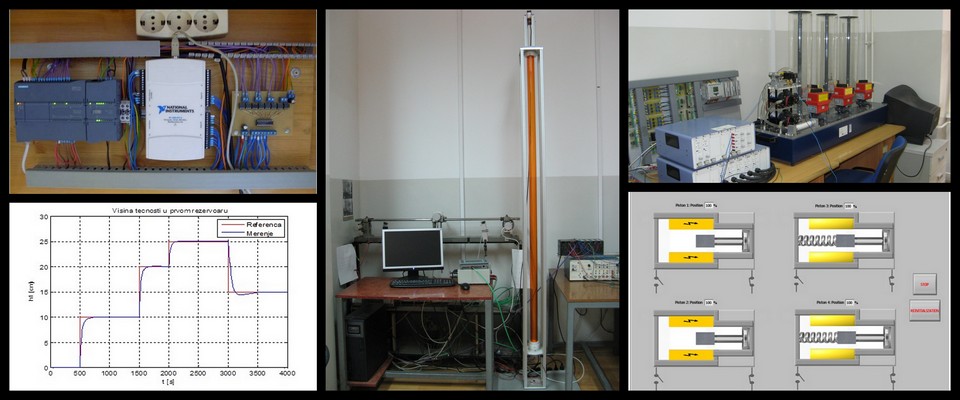 SIEMENS
NATIONAL
INSTRUMENTS
Visina tecnosti u prvom rezervoaru
Referenca
Merenje
h1 [cm]
30
25
20
15
10
5
0
0 500 1000 1500 2000 2500 3000 3500 4000
t [s]
Piston 1: Position 100 %
Piston 3: Position 100 %
Piston 2: Position 100 %
Piston 4: Position 100 %
STOP